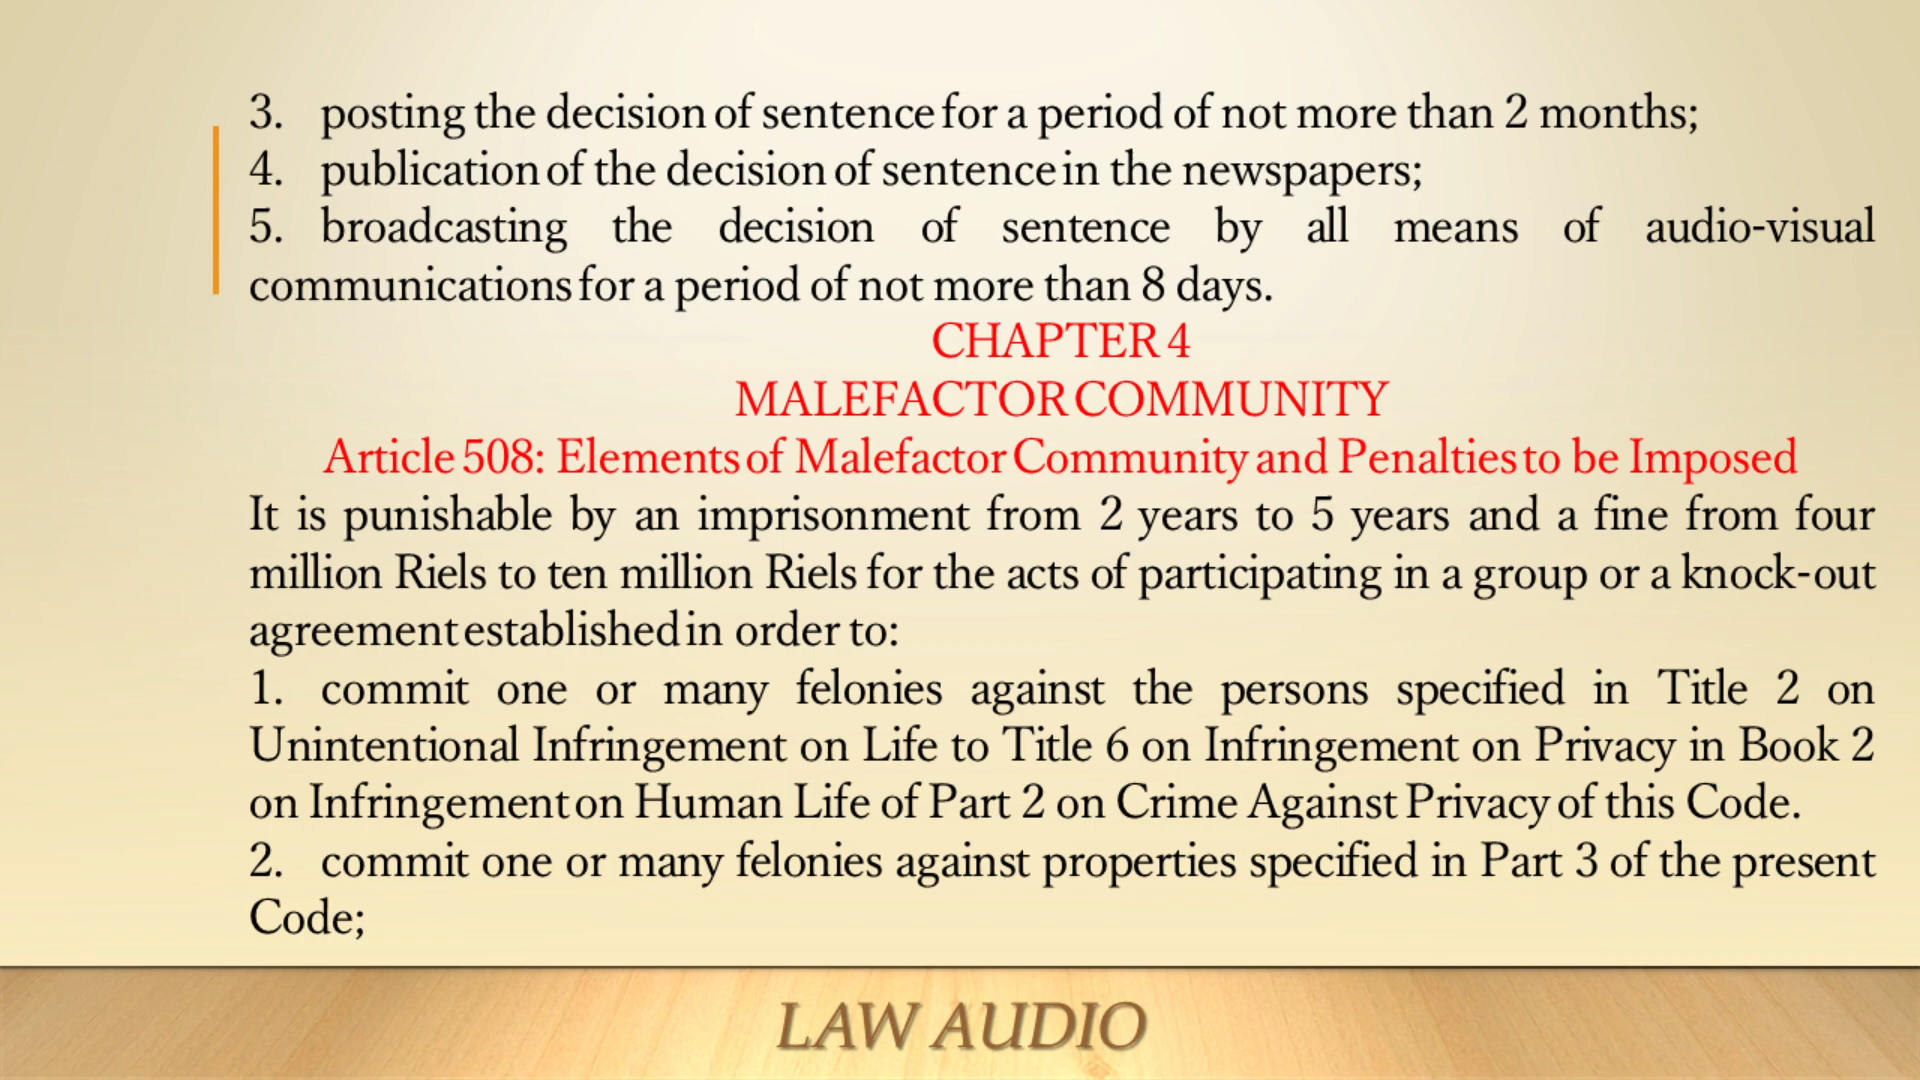 3. posting the decision of sentence for a period of not more than 2 months;
4. publication of the decision of sentence in the newspapers;
5. broadcasting the decision of sentence by all means of audio-visual
communications for a period of not more than 8 days.
CHAPTER 4
MALEFACTOR COMMUNITY
Article 508: Elements of Malefactor Community and Penalties to be Imposed
It is punishable by an imprisonment from 2 years to 5 years and a fine from four
million Riels to ten million Riels for the acts of participating in a group or a knock-out
agreement established in order to:
1. commit one or many felonies against the persons specified in Title 2 on
Unintentional Infringement on Life to Title 6 on Infringement on Privacy in Book 2
on Infringement on Human Life of Part 2 on Crime Against Privacy of this Code.
2. commit one or many felonies against properties specified in Part 3 of the present
Code;
LAW AUDIO